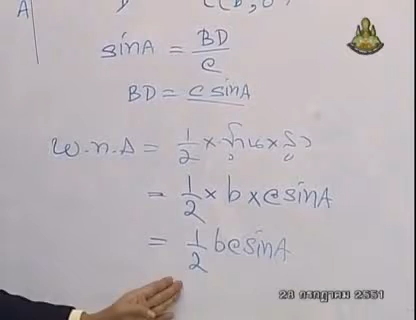 A D C(b, 0)
sinA = BD/c
BD = c sinA
พ.ท.Δ = 1/2 × ฐาน × สูง
= 1/2 × b × c sinA
= 1/2 bc sinA
28 กรกฎาคม 2551